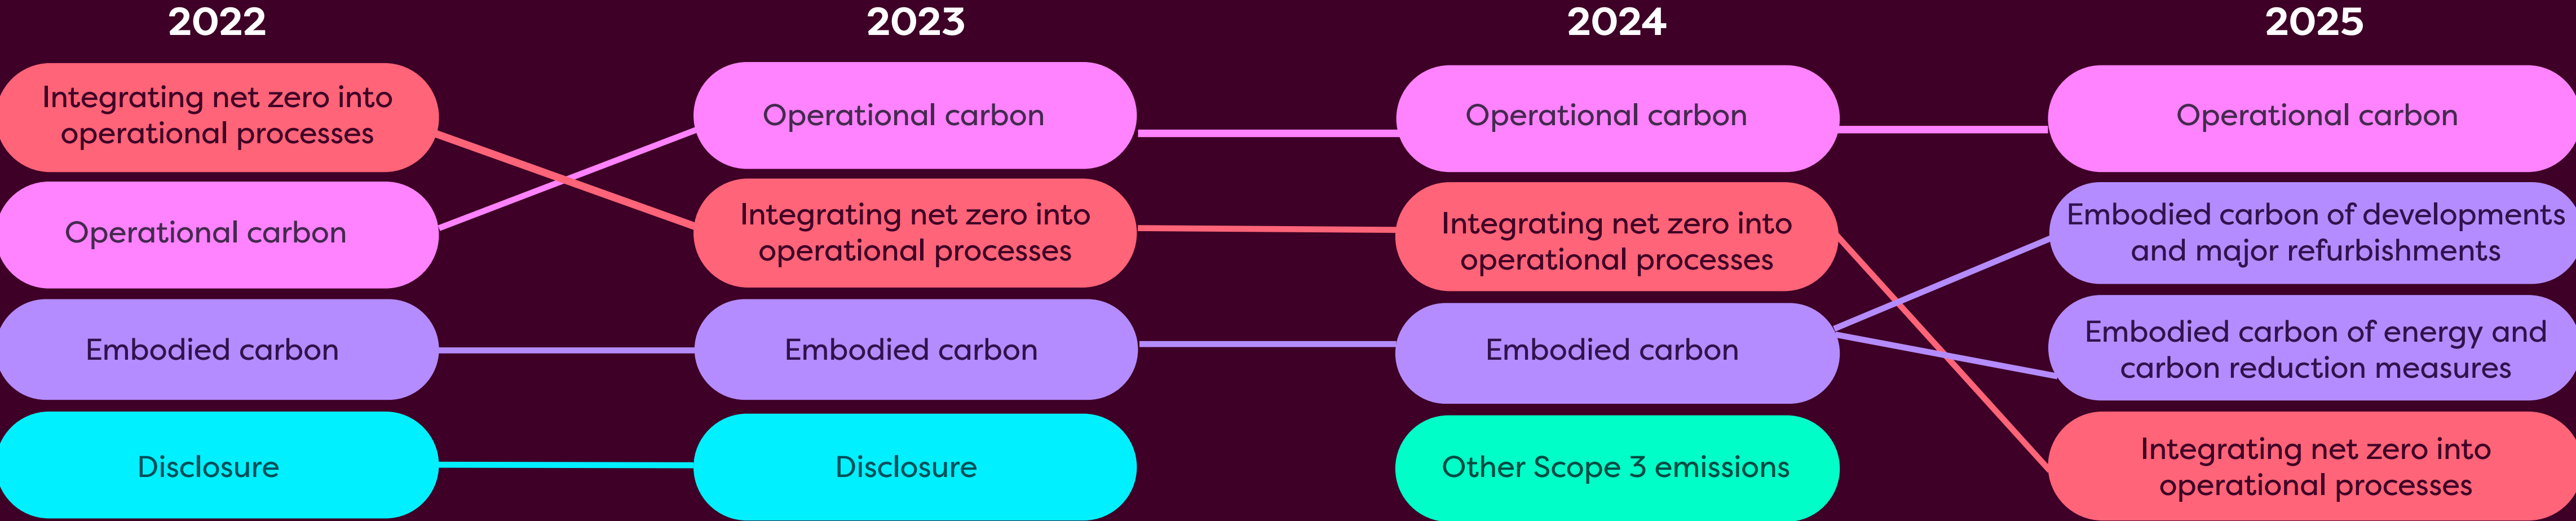 2022
Integrating net zero into
operational processes
Operational carbon
Embodied carbon
Disclosure
2023
Operational carbon
Integrating net zero into
operational processes
Embodied carbon
Disclosure
2024
Operational carbon
Integrating net zero into
operational processes
Embodied carbon
Other Scope 3 emissions
2025
Operational carbon
Embodied carbon of developments
and major refurbishments
Embodied carbon of energy and
carbon reduction measures
Integrating net zero into
operational processes